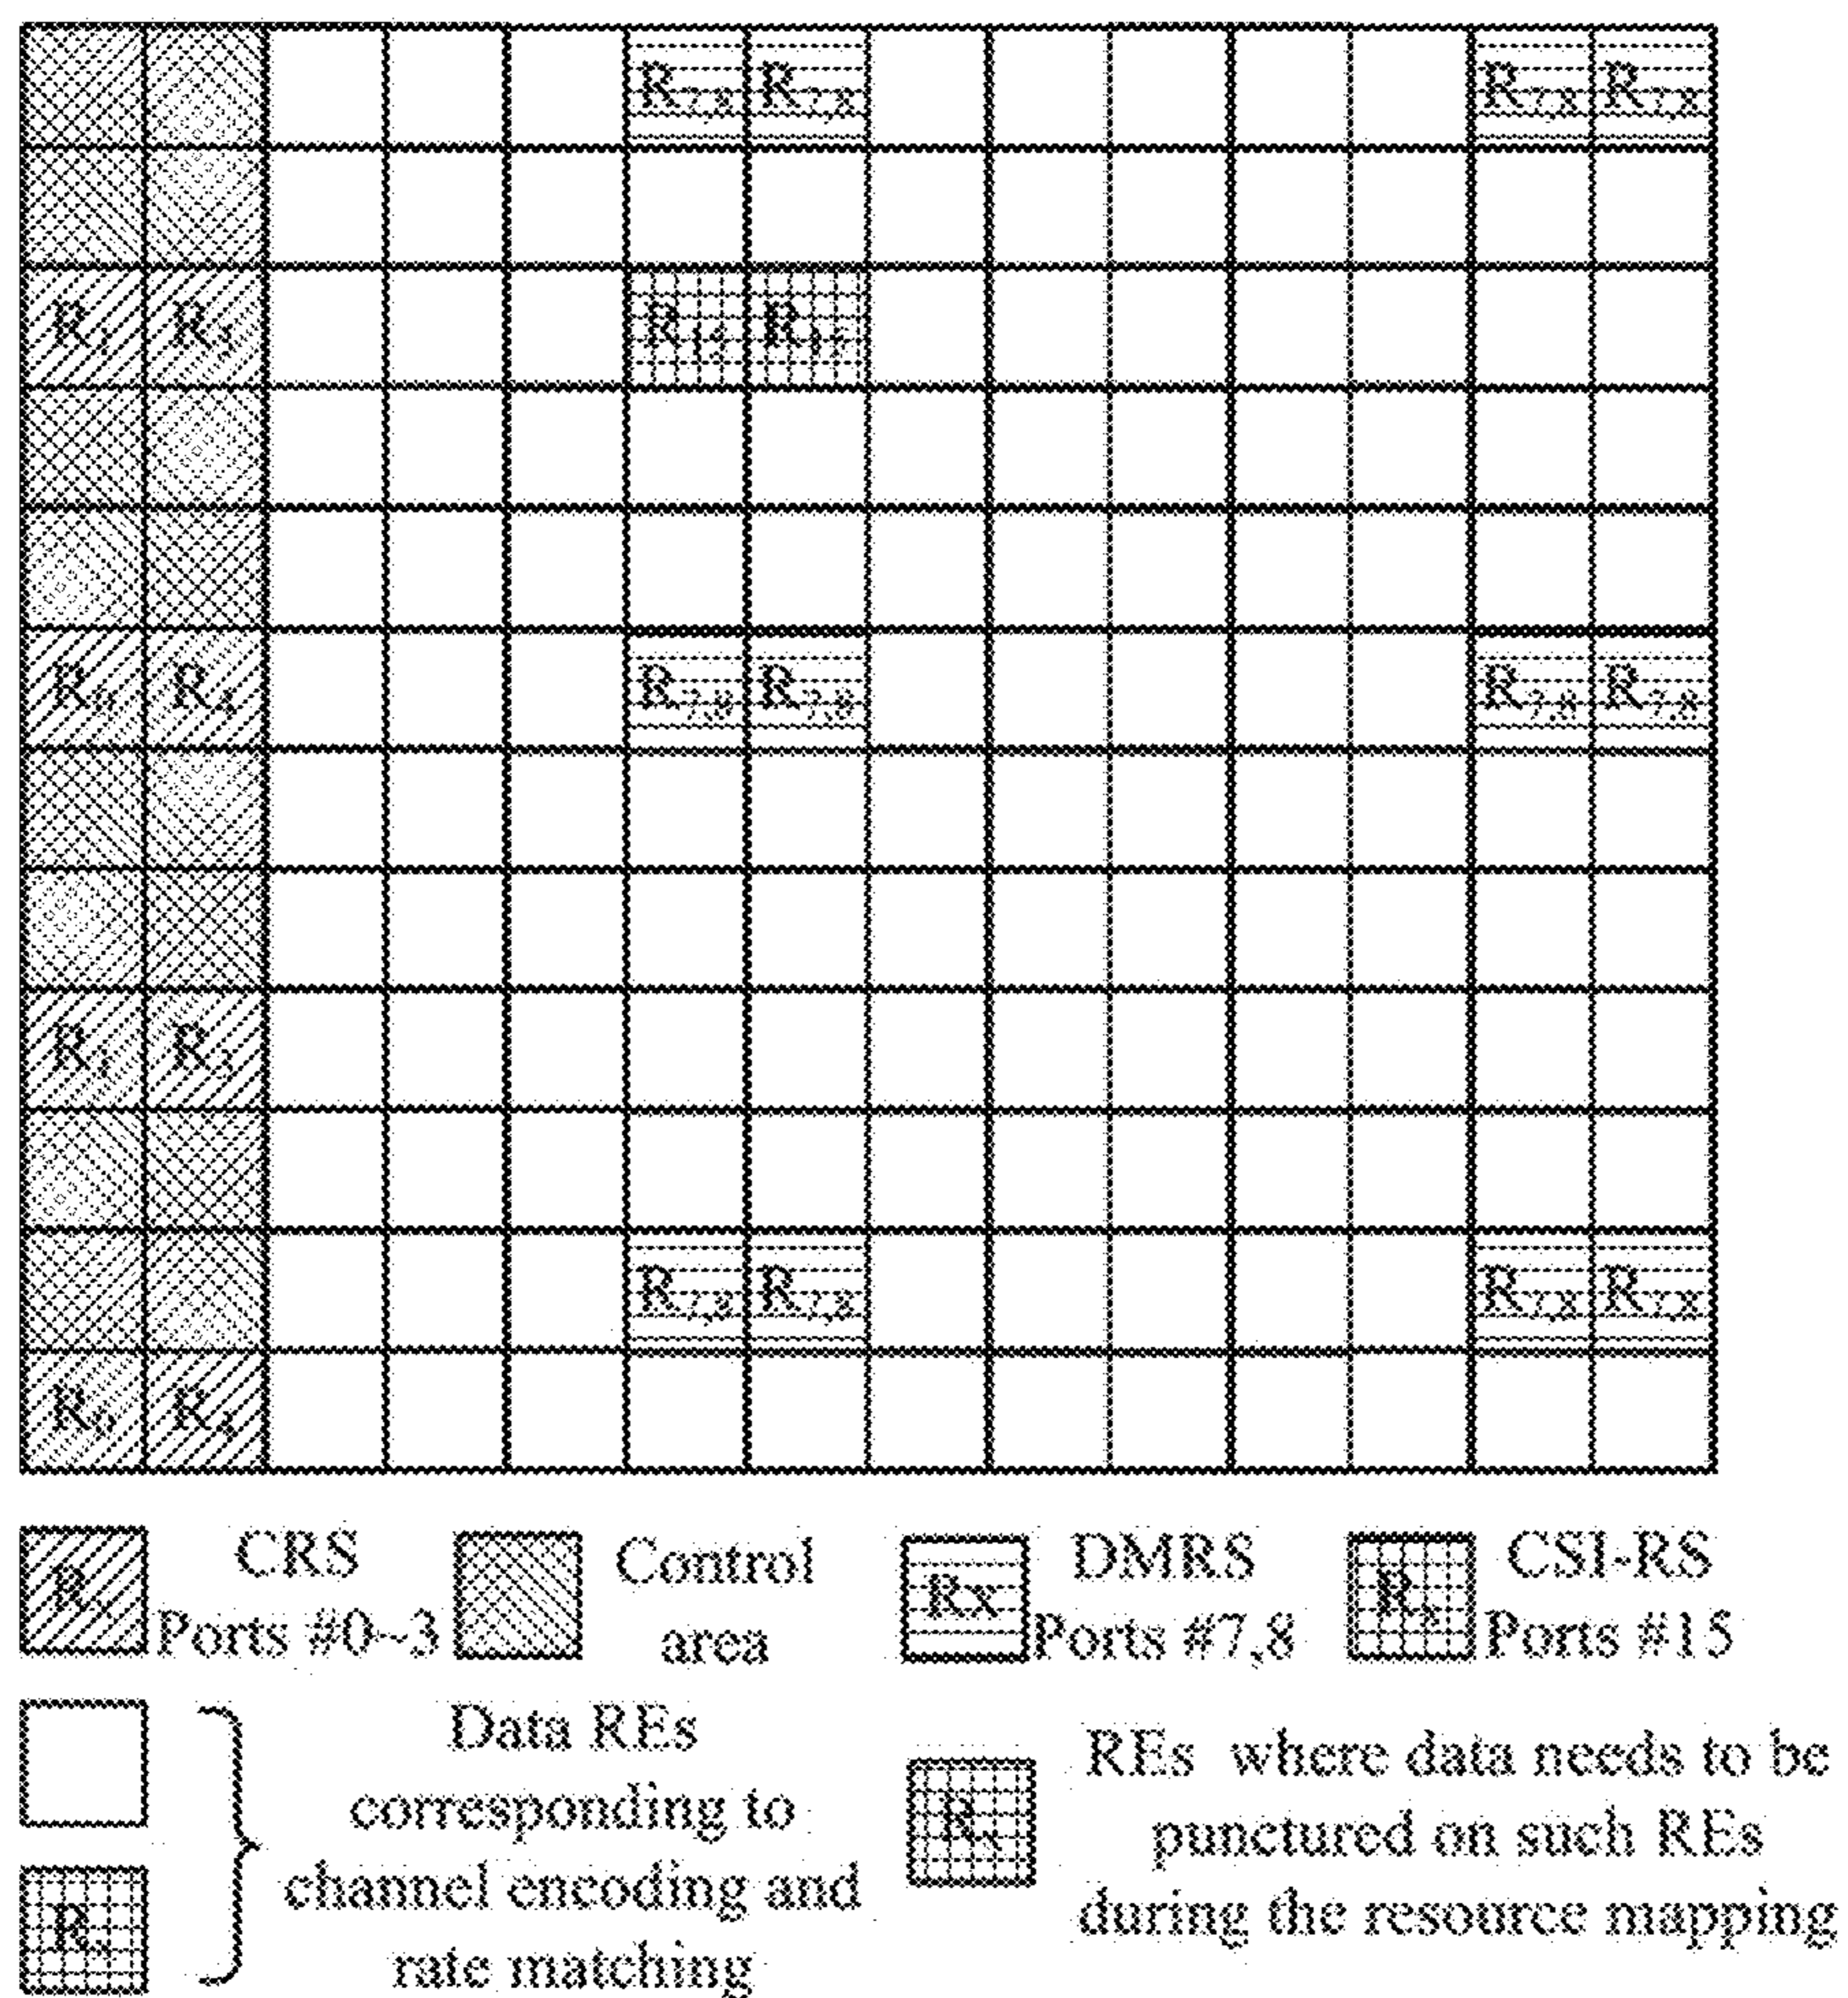 R7,8 R7,8 R7,8 R7,8
R R
R R
R R7,8 R7,8 R7,8 R7,8
R R
R7,8 R7,8 R7,8 R7,8
R R
R CRS
Ports #0~3
Control
area
Rx DMRS
Ports #7,8
R CSI-RS
Ports #15
Data REs
corresponding to
channel encoding and
rate matching
R
R
REs where data needs to be
punctured on such REs
during the resource mapping